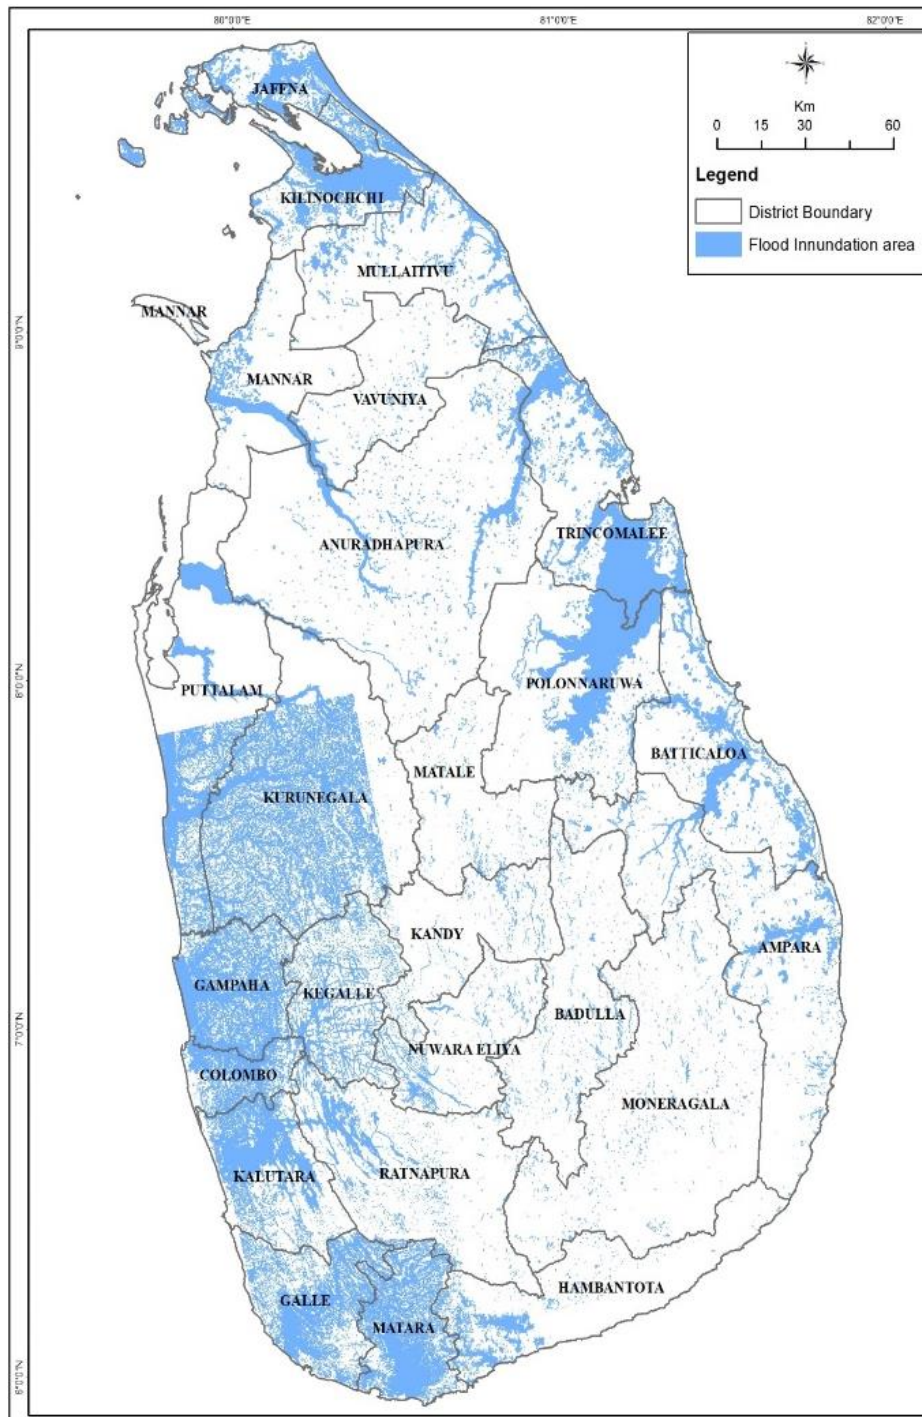 80°0'0"E 81°0'0"E 82°0'0"E
Km
0 15 30 60
Legend
District Boundary
Flood Innundation area
JAFFNA
KILINOCHCHI
MULLAITIVU
MANNAR
9°0'0"N
MANNAR
VAVUNIYA
ANURADHAPURA
TRINCOMALEE
8°0'0"N
PUTTALAM
POLONNARUWA
BATTICALOA
MATALE
KURUNEGALA
KANDY
AMPARA
GAMPAHA
KEGALLE
BADULLA
7°0'0"N
NUWARA ELIYA
COLOMBO
MONERAGALA
KALUTARA
RATNAPURA
HAMBANTOTA
GALLE
MATARA
6°0'0"N